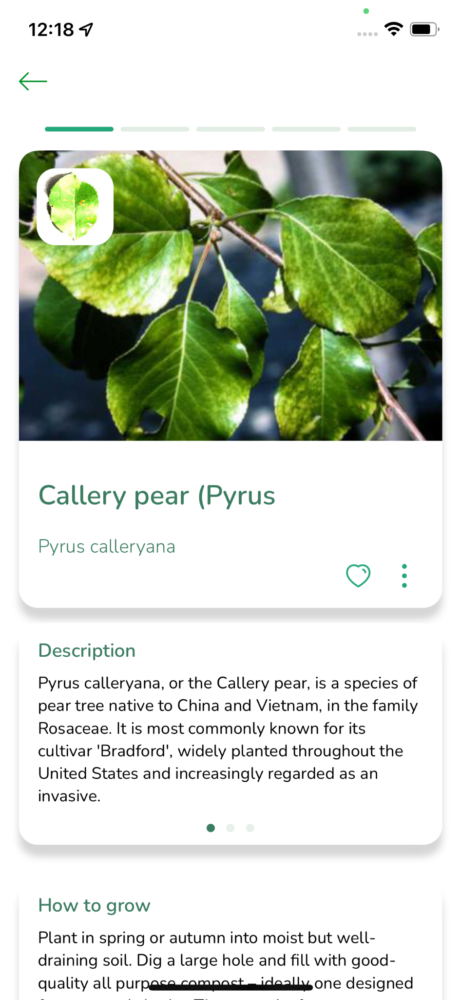 12:18
Callery pear (Pyrus
Pyrus calleryana
Description
Pyrus calleryana, or the Callery pear, is a species of
pear tree native to China and Vietnam, in the family
Rosaceae. It is most commonly known for its
cultivar 'Bradford', widely planted throughout the
United States and increasingly regarded as an
invasive.
How to grow
Plant in spring or autumn into moist but well-
draining soil. Dig a large hole and fill with good-
quality all purpose compost – ideally one designed